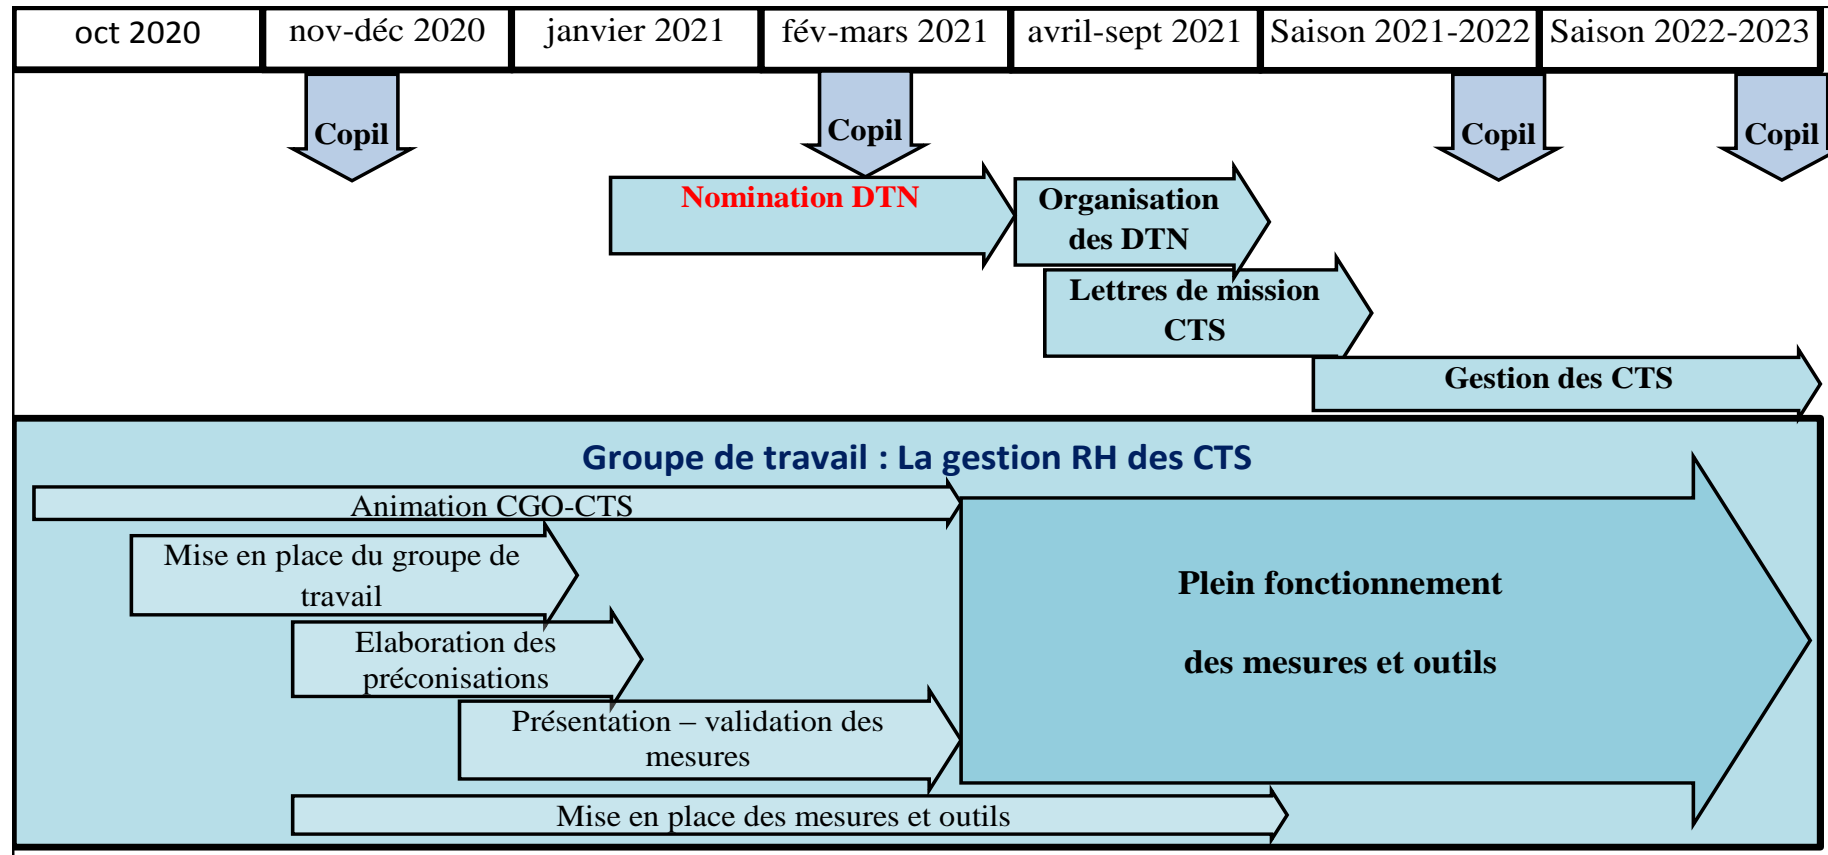 oct 2020
nov-déc 2020
janvier 2021
fév-mars 2021
avril-sept 2021
Saison 2021-2022
Saison 2022-2023
Copil
Copil
Copil
Copil
Nomination DTN
Organisation
des DTN
Lettres de mission
CTS
Gestion des CTS
Groupe de travail : La gestion RH des CTS
Animation CGO-CTS
Mise en place du groupe de
travail
Elaboration des
préconisations
Présentation – validation des
mesures
Mise en place des mesures et outils
Plein fonctionnement
des mesures et outils